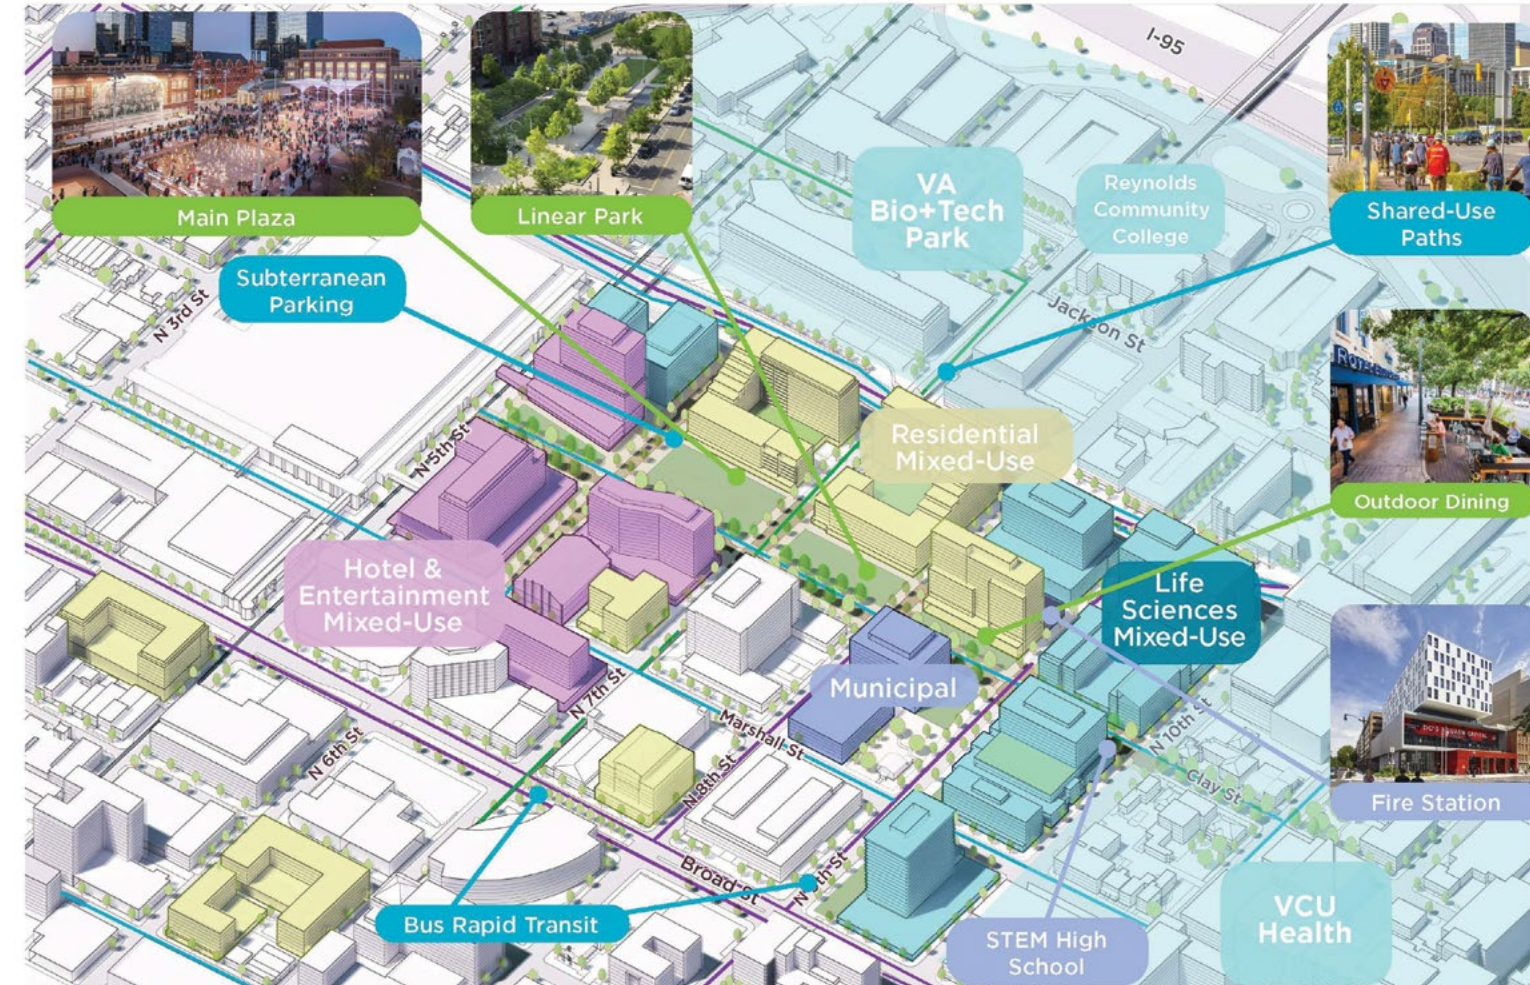 I-95
Main Plaza
Linear Park
VA
Bio+Tech
Park
Reynolds
Community
College
Shared-Use
Paths
Subterranean
Parking
N 3rd St
Jackson St
N 5th St
Residential
Mixed-Use
Outdoor Dining
Hotel &
Entertainment
Mixed-Use
Life
Sciences
Mixed-Use
Municipal
N 7th St
Marshall St
N 10th St
N 6th St
N 8th St
Clay St
Fire Station
Broad St
Bus Rapid Transit
STEM High
School
VCU
Health